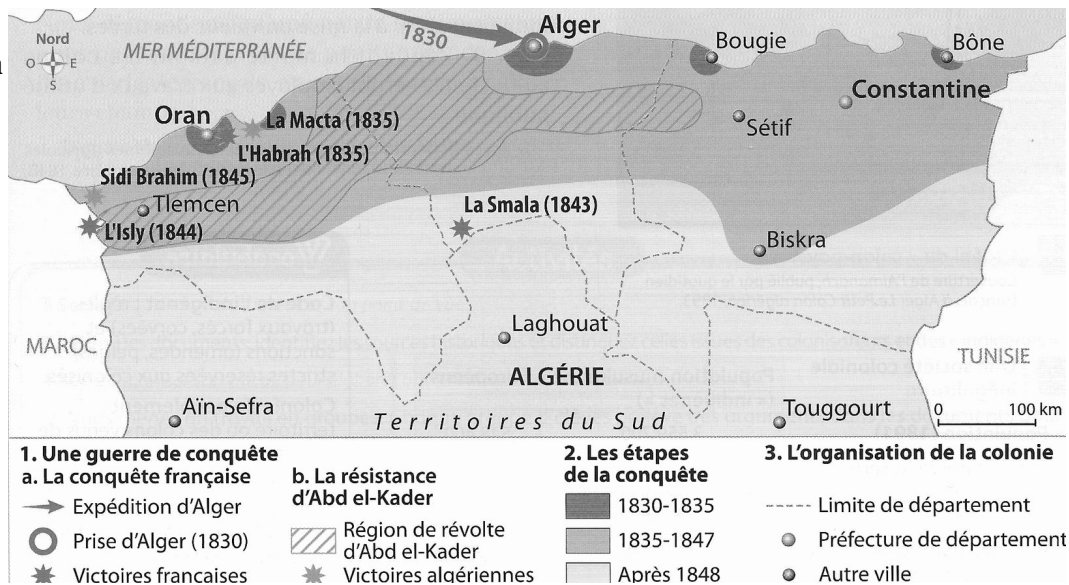 Nord
O
E
S
MER MÉDITERRANÉE
1830
Alger
Bougie
Bône
Constantine
Sétif
Oran
La Macta (1835)
L'Habrah (1835)
Sidi Brahim (1845)
Tlemcen
L'Isly (1844)
La Smala (1843)
Biskra
Laghouat
MAROC
ALGÉRIE
TUNISIE
Aïn-Sefra
Territoires du Sud
Touggourt
0 100 km
1. Une guerre de conquête
a. La conquête française
Expédition d'Alger
Prise d'Alger (1830)
Victoires françaises
b. La résistance
d'Abd el-Kader
Région de révolte
d'Abd el-Kader
Victoires algériennes
2. Les étapes
de la conquête
1830-1835
1835-1847
Après 1848
3. L'organisation de la colonie
Limite de département
Préfecture de département
Autre ville